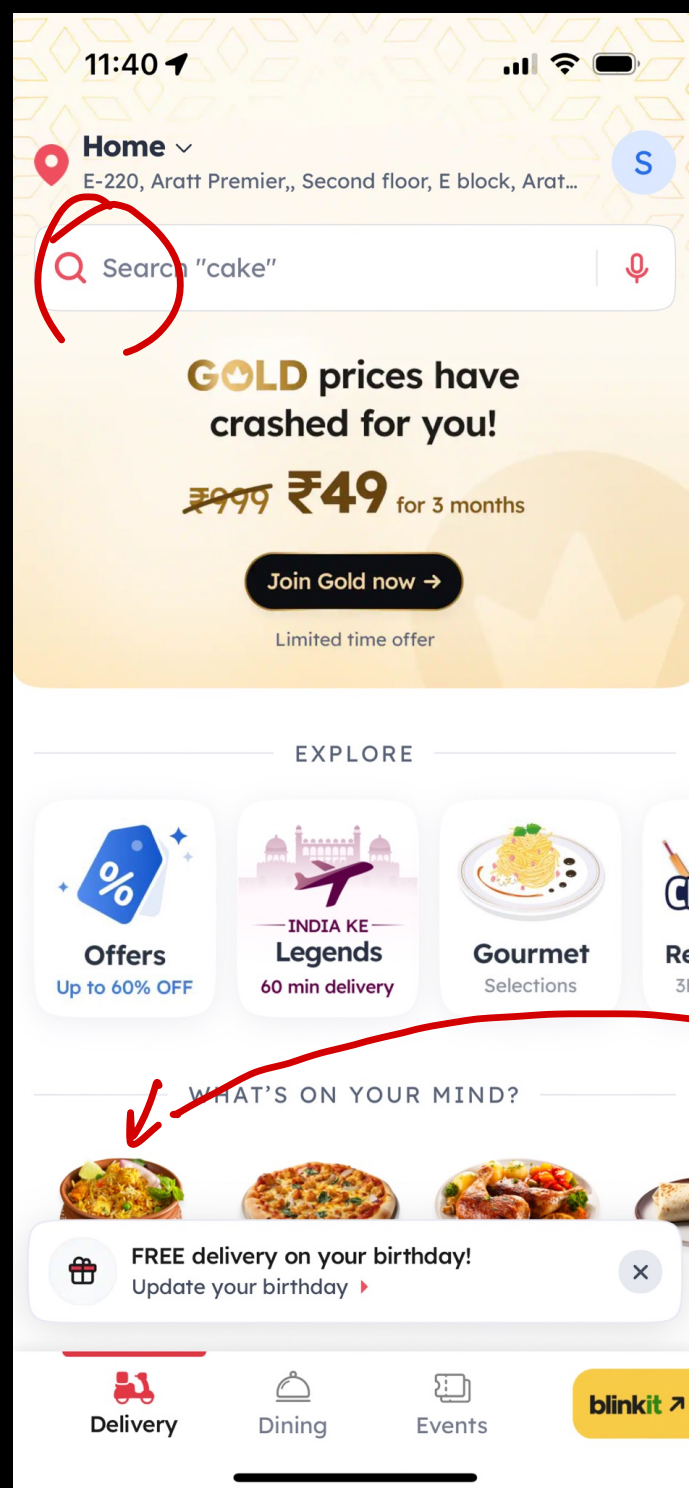 11:40
Home
E-220, Aratt Premier,, Second floor, E block, Arat...
S
Search "cake"
GOLD prices have
crashed for you!
₹999 ₹49 for 3 months
Join Gold now →
Limited time offer
EXPLORE
%
INDIA KE
Offers Legends Gourmet Re
Up to 60% OFF 60 min delivery Selections
WHAT'S ON YOUR MIND?
FREE delivery on your birthday!
Update your birthday
Delivery Dining Events blinkit